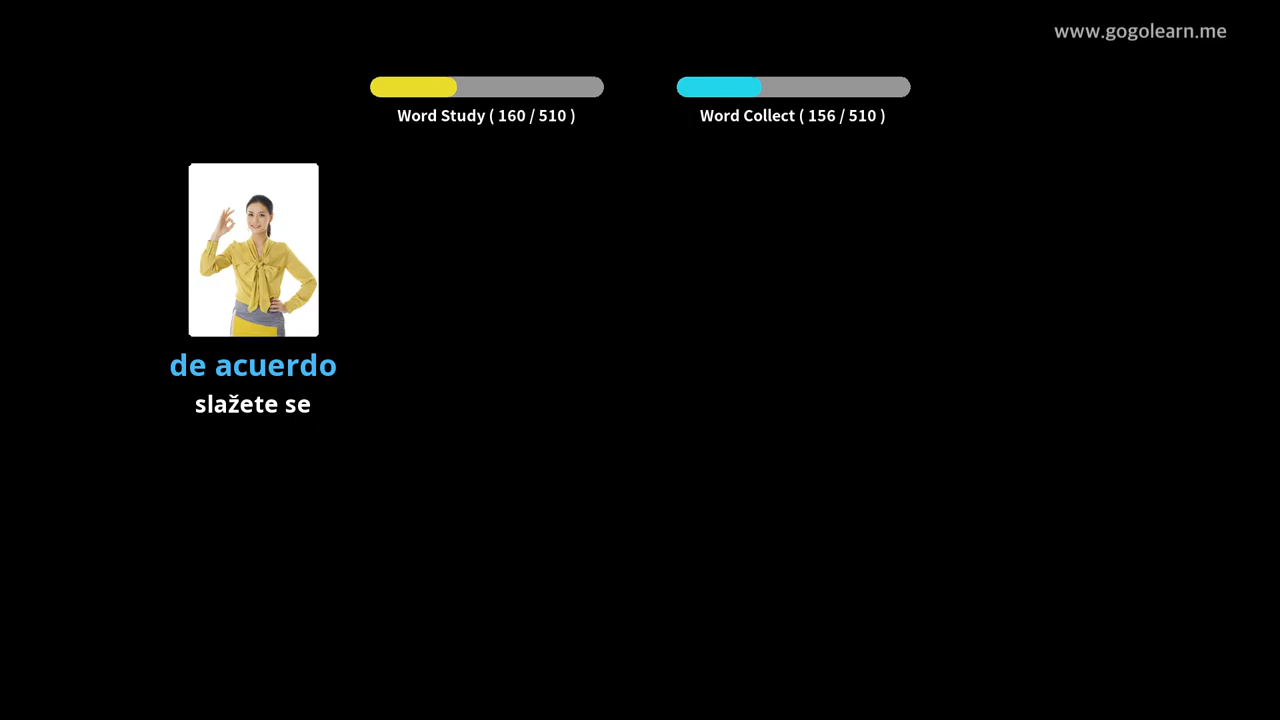 www.gogolearn.me
Word Study ( 160 / 510 )
Word Collect ( 156 / 510 )
de acuerdo
slažete se